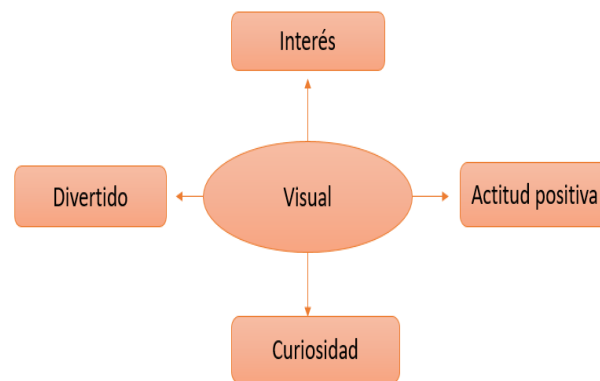 Interés
Divertido
Visual
Actitud positiva
Curiosidad